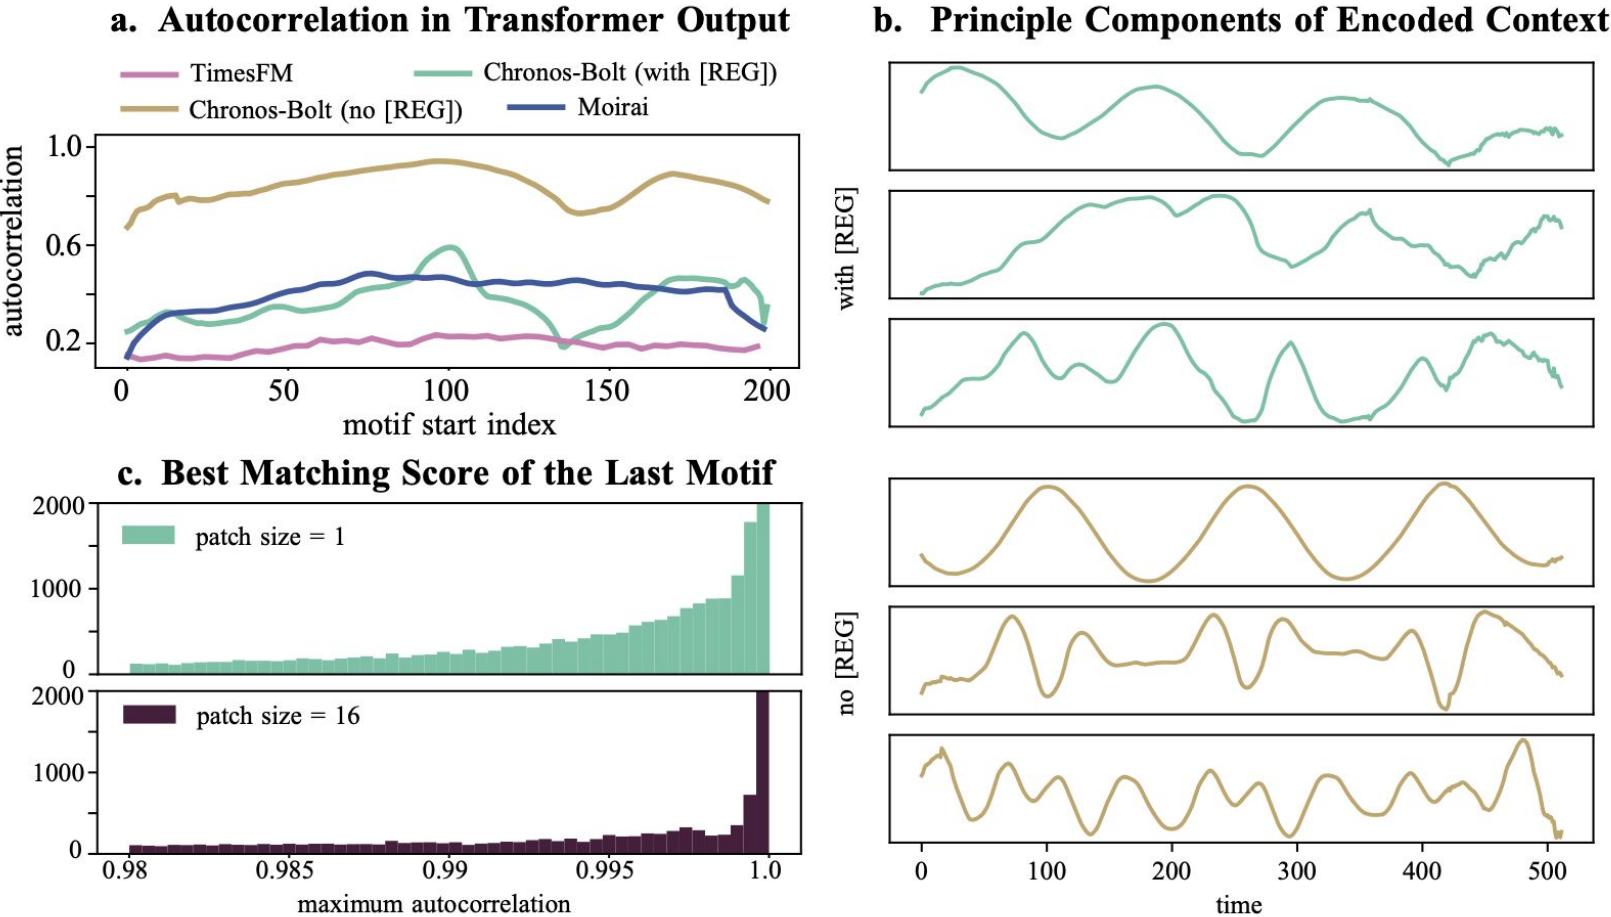 a. Autocorrelation in Transformer Output
TimesFM
Chronos-Bolt (with [REG])
Chronos-Bolt (no [REG])
Moirai
autocorrelation
1.0
0.6
0.2
0 50 100 150 200
motif start index
c. Best Matching Score of the Last Motif
2000
patch size = 1
1000
0
2000
patch size = 16
1000
0
0.98 0.985 0.99 0.995 1.0
maximum autocorrelation
b. Principle Components of Encoded Context
with [REG]
no [REG]
0 100 200 300 400 500
time